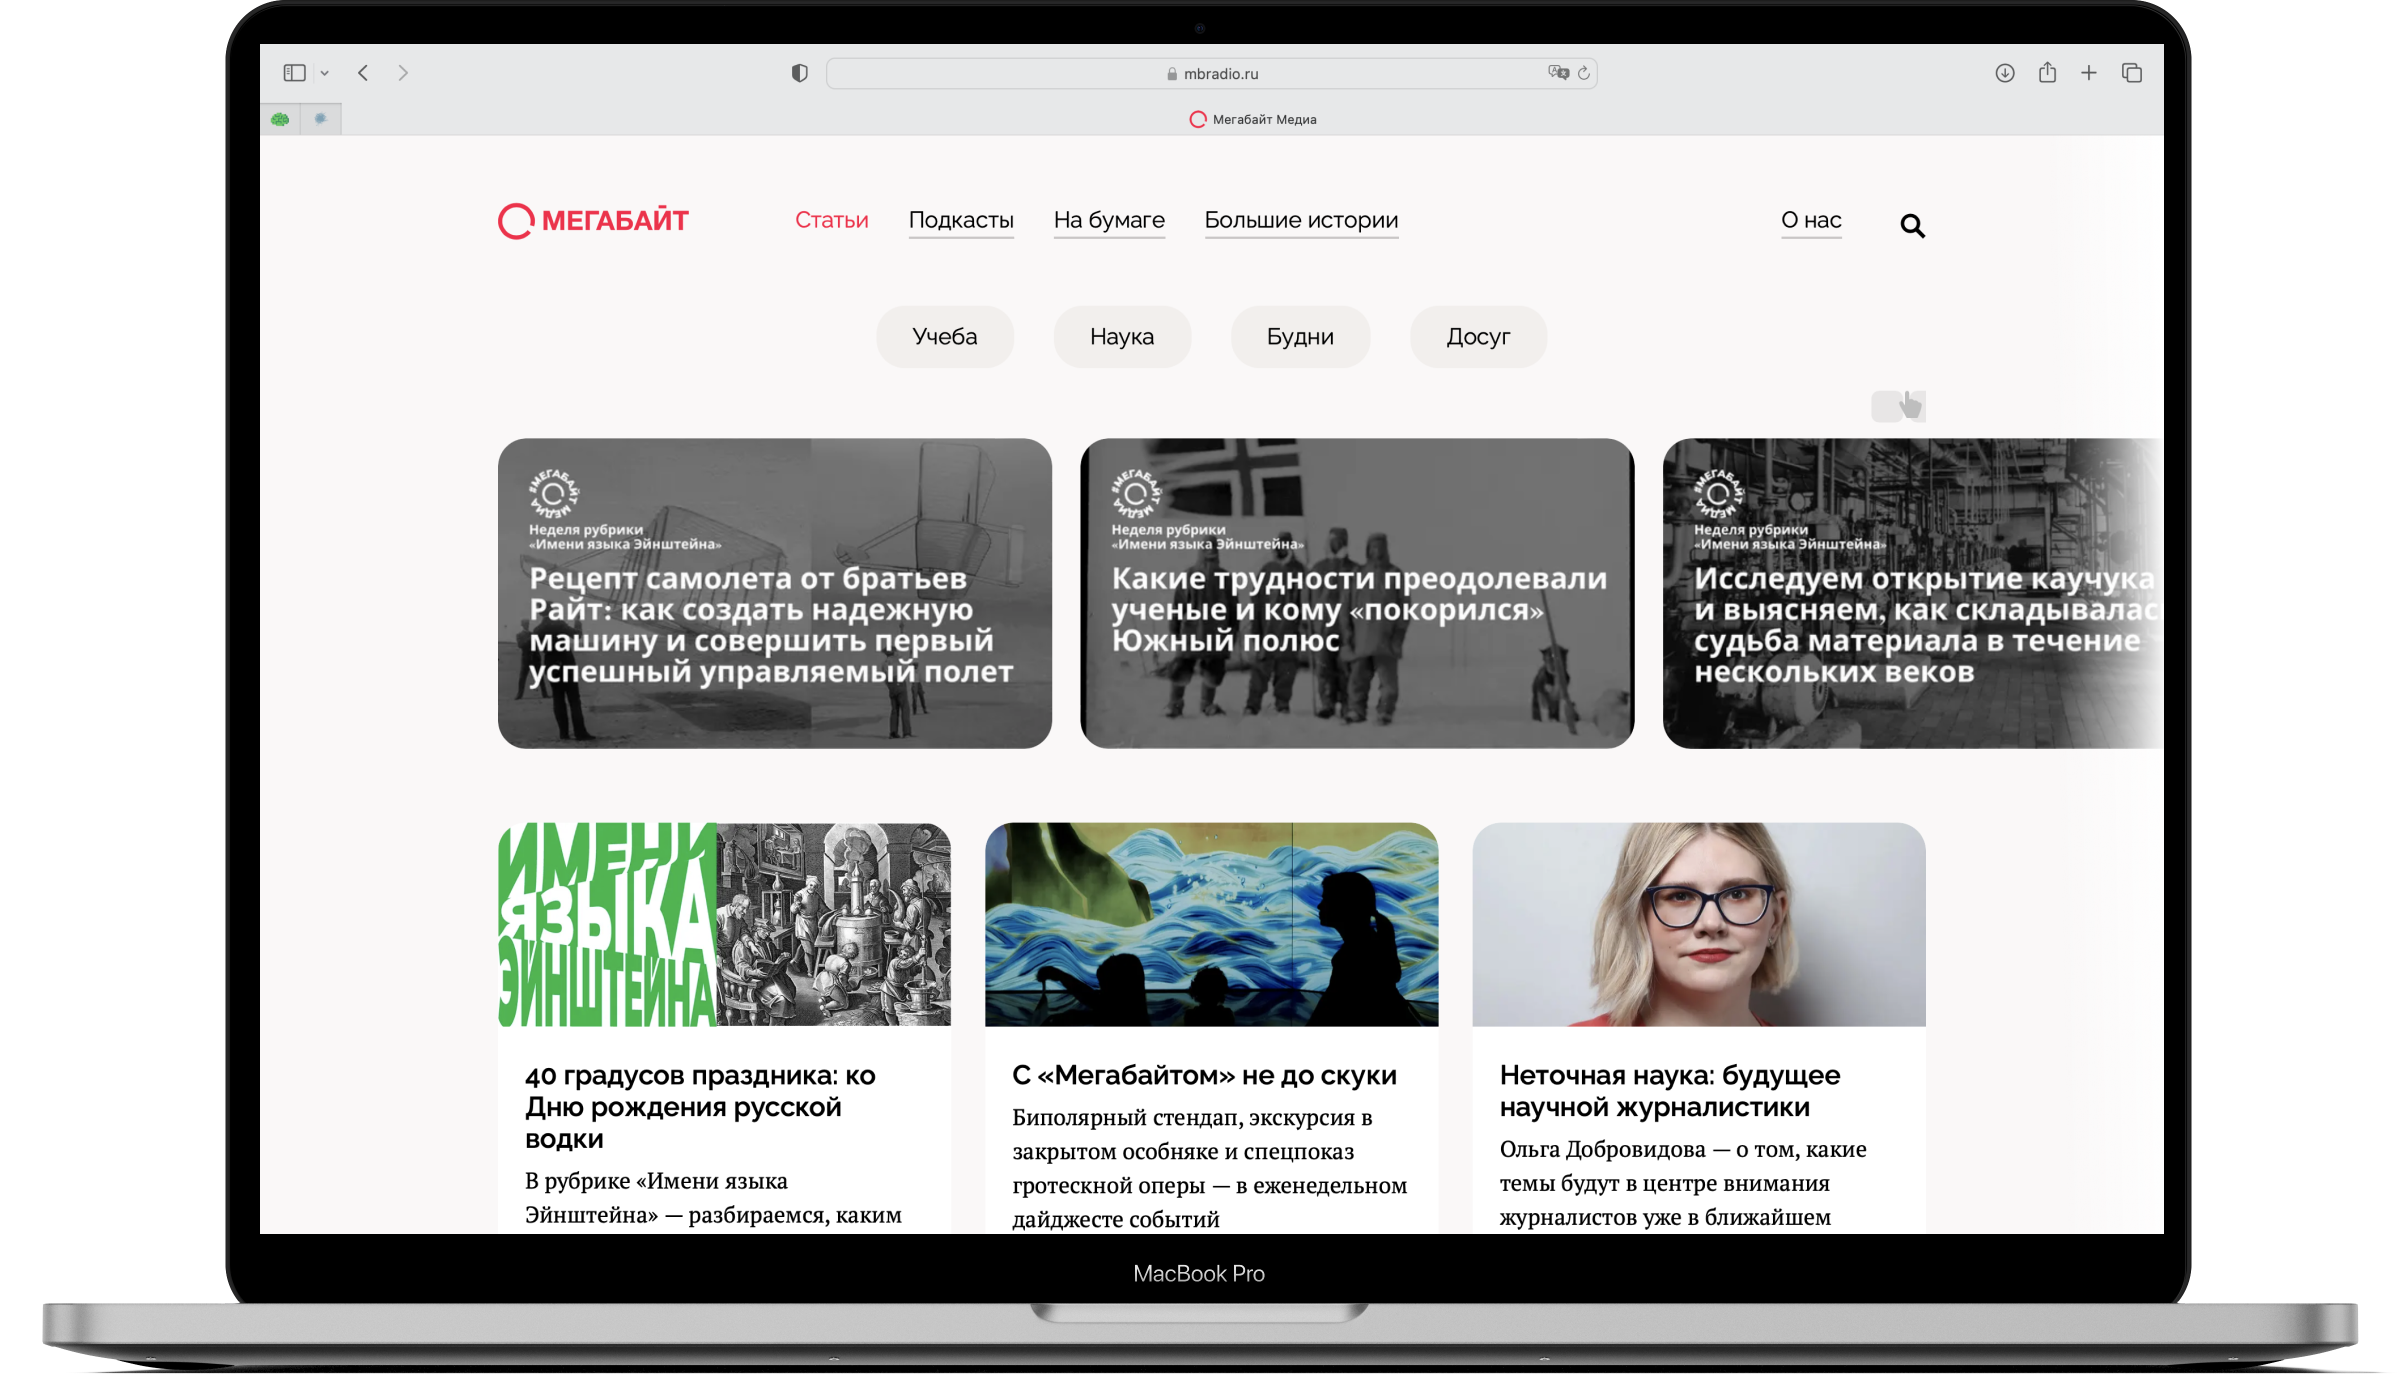 mbradio.ru
Мегабайт Медиа
МЕГАБАЙТ
Статьи
Подкасты
На бумаге
Большие истории
О нас
Учеба
Наука
Будни
Досуг
МЕГАБАЙТ МЕДИА
Неделя рубрики
«Имени языка Эйнштейна»
Рецепт самолета от братьев
Райт: как создать надежную
машину и совершить первый
успешный управляемый полет
МЕГАБАЙТ МЕДИА
Неделя рубрики
«Имени языка Эйнштейна»
Какие трудности преодолевали
ученые и кому «покорился»
Южный полюс
МЕГАБАЙТ МЕДИА
Неделя рубрики
«Имени языка Эйнштейна»
Исследуем открытие каучука
и выясняем, как складывалас
судьба материала в течение
нескольких веков
ИМЕНИ
ЯЗЫКА
ЭЙНШТЕЙНА
40 градусов праздника: ко
Дню рождения русской
водки
В рубрике «Имени языка
Эйнштейна» — разбираемся, каким
С «Мегабайтом» не до скуки
Биполярный стендап, экскурсия в
закрытом особняке и спецпоказ
гротескной оперы — в еженедельном
дайджесте событий
Неточная наука: будущее
научной журналистики
Ольга Добровидова — о том, какие
темы будут в центре внимания
журналистов уже в ближайшем
MacBook Pro